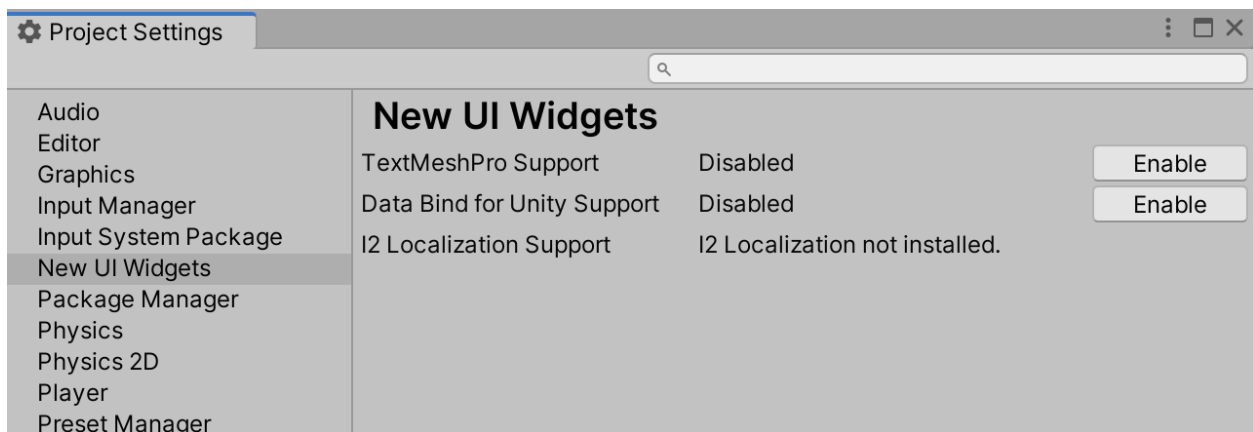 Project Settings
Audio
Editor
Graphics
Input Manager
Input System Package
New UI Widgets
Package Manager
Physics
Physics 2D
Player
Preset Manager
New UI Widgets
TextMeshPro Support Disabled Enable
Data Bind for Unity Support Disabled Enable
I2 Localization Support I2 Localization not installed.